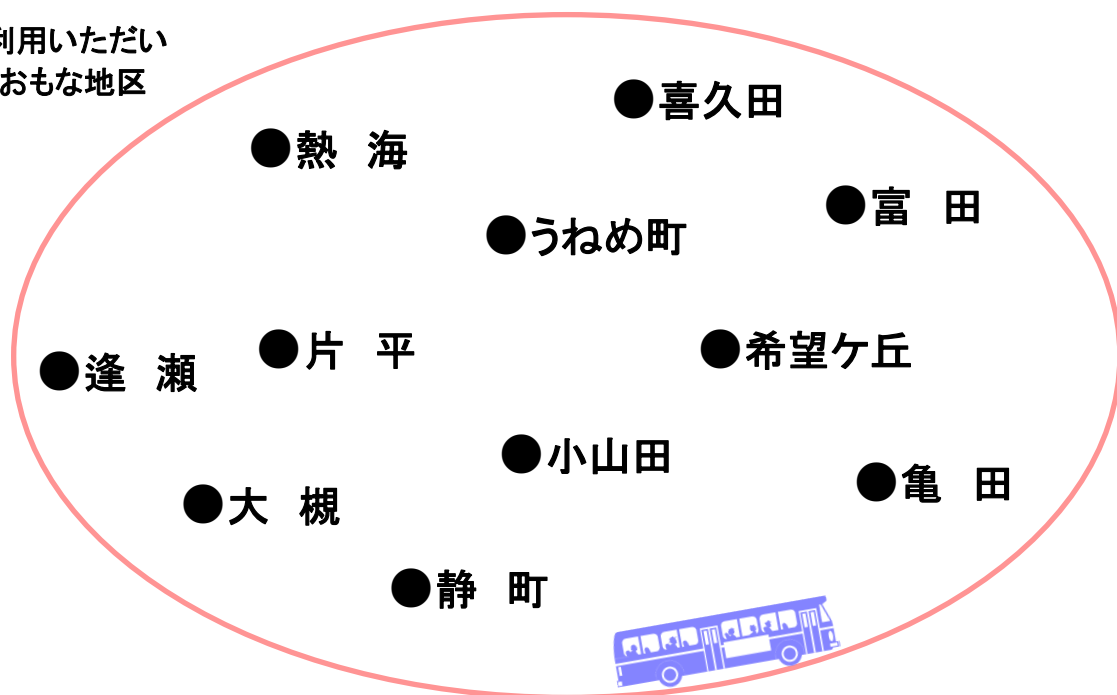 利用いただい
おもな地区
●喜久田
●熱　海
●富　田
●うねめ町
●片　平
●希望ケ丘
●逢　瀬
●小山田
●亀　田
●大　槻
●静　町